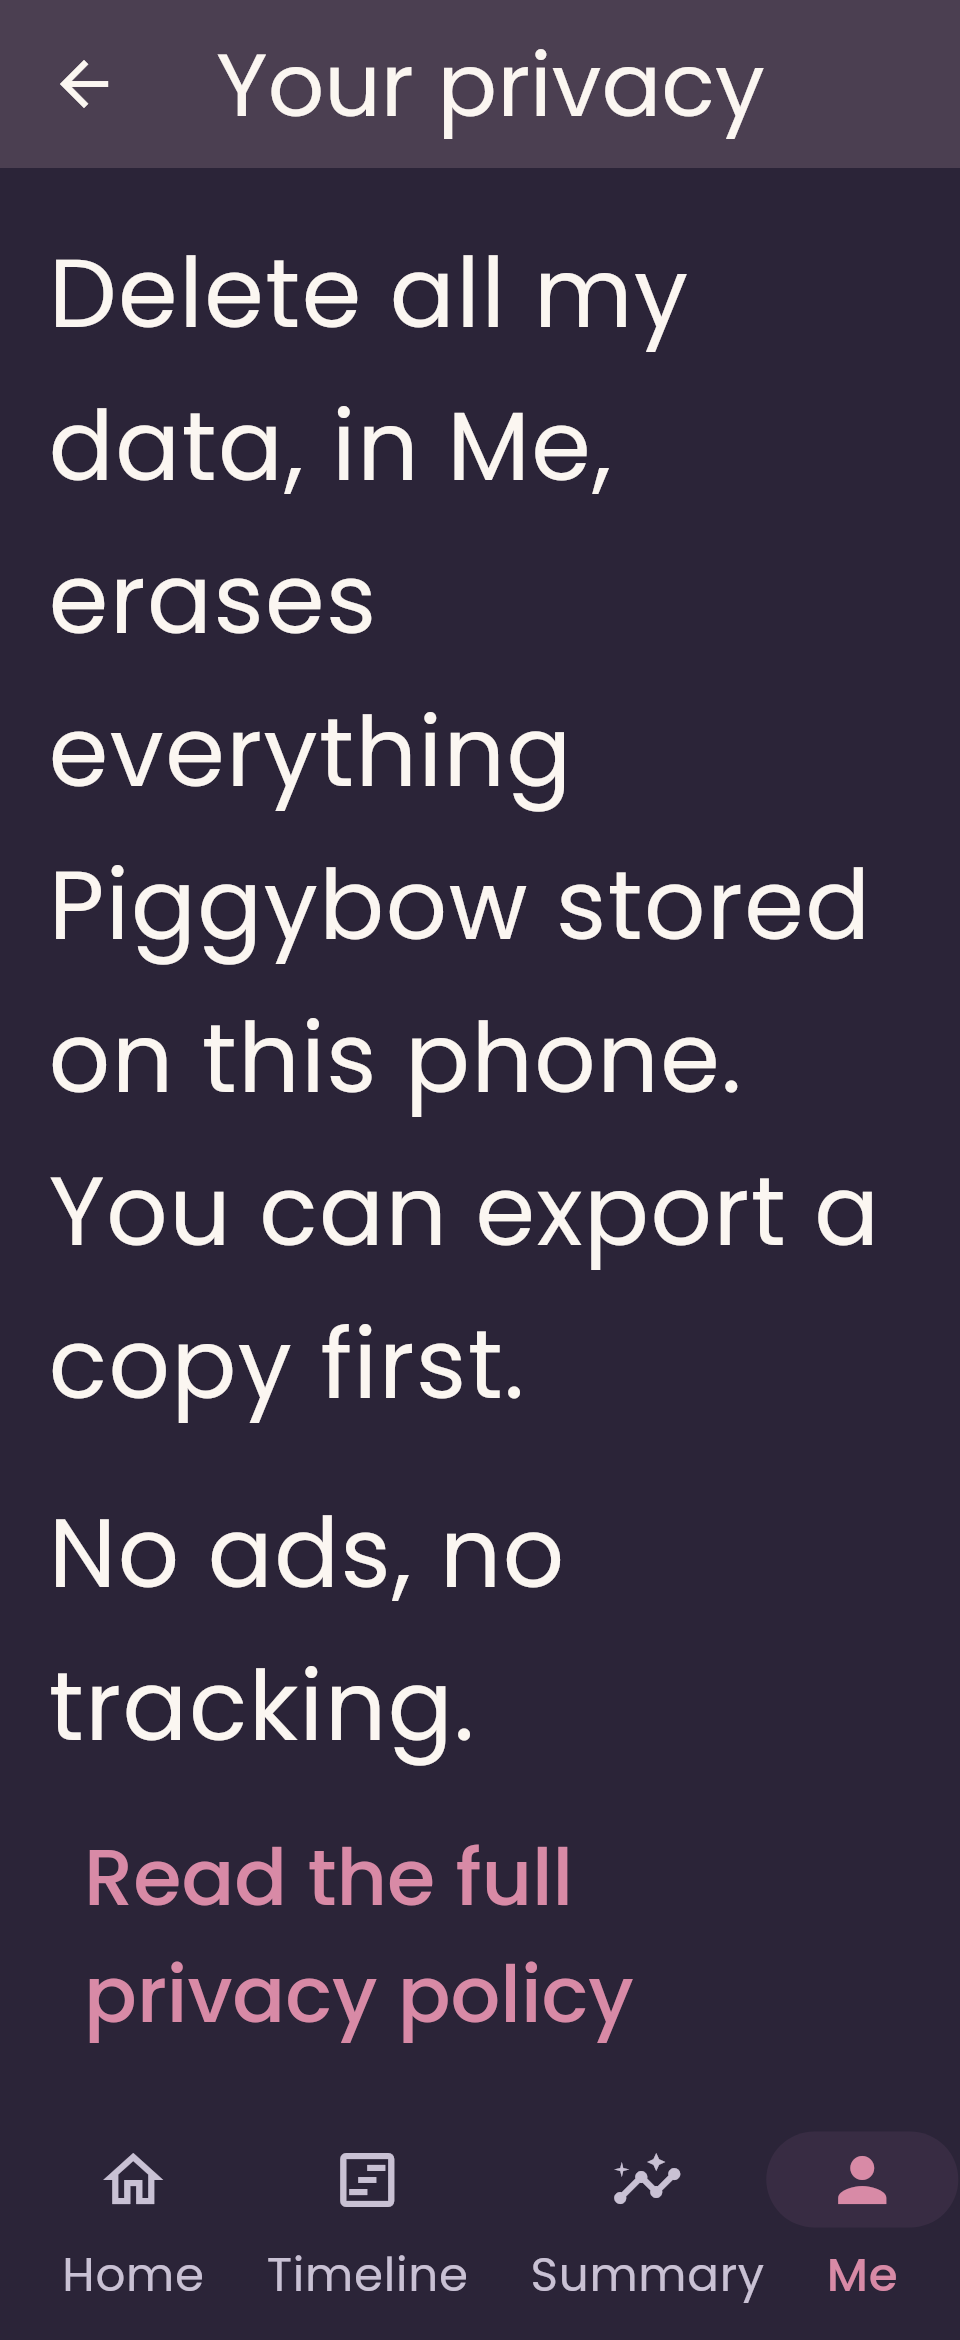 Your privacy
Delete all my
data, in Me,
erases
everything
Piggybow stored
on this phone.
You can export a
copy first.
No ads, no
tracking.
Read the full
privacy policy
Home Timeline Summary Me